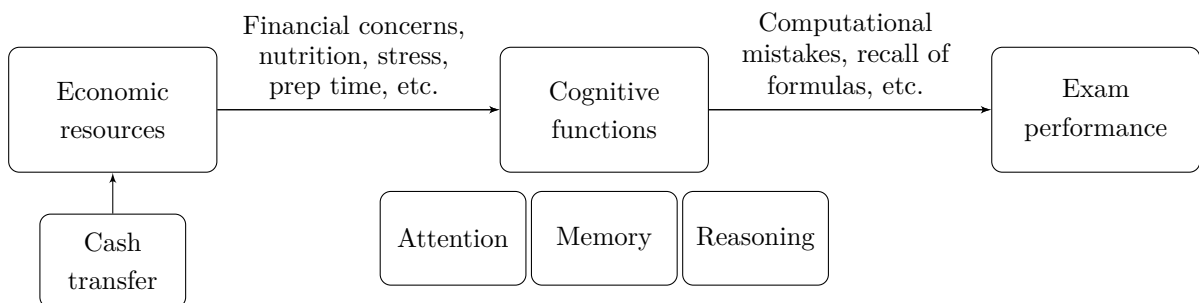 Financial concerns,
nutrition, stress,
prep time, etc.
Computational
mistakes, recall of
formulas, etc.
Economic
resources
Cognitive
functions
Exam
performance
Cash
transfer
Attention
Memory
Reasoning